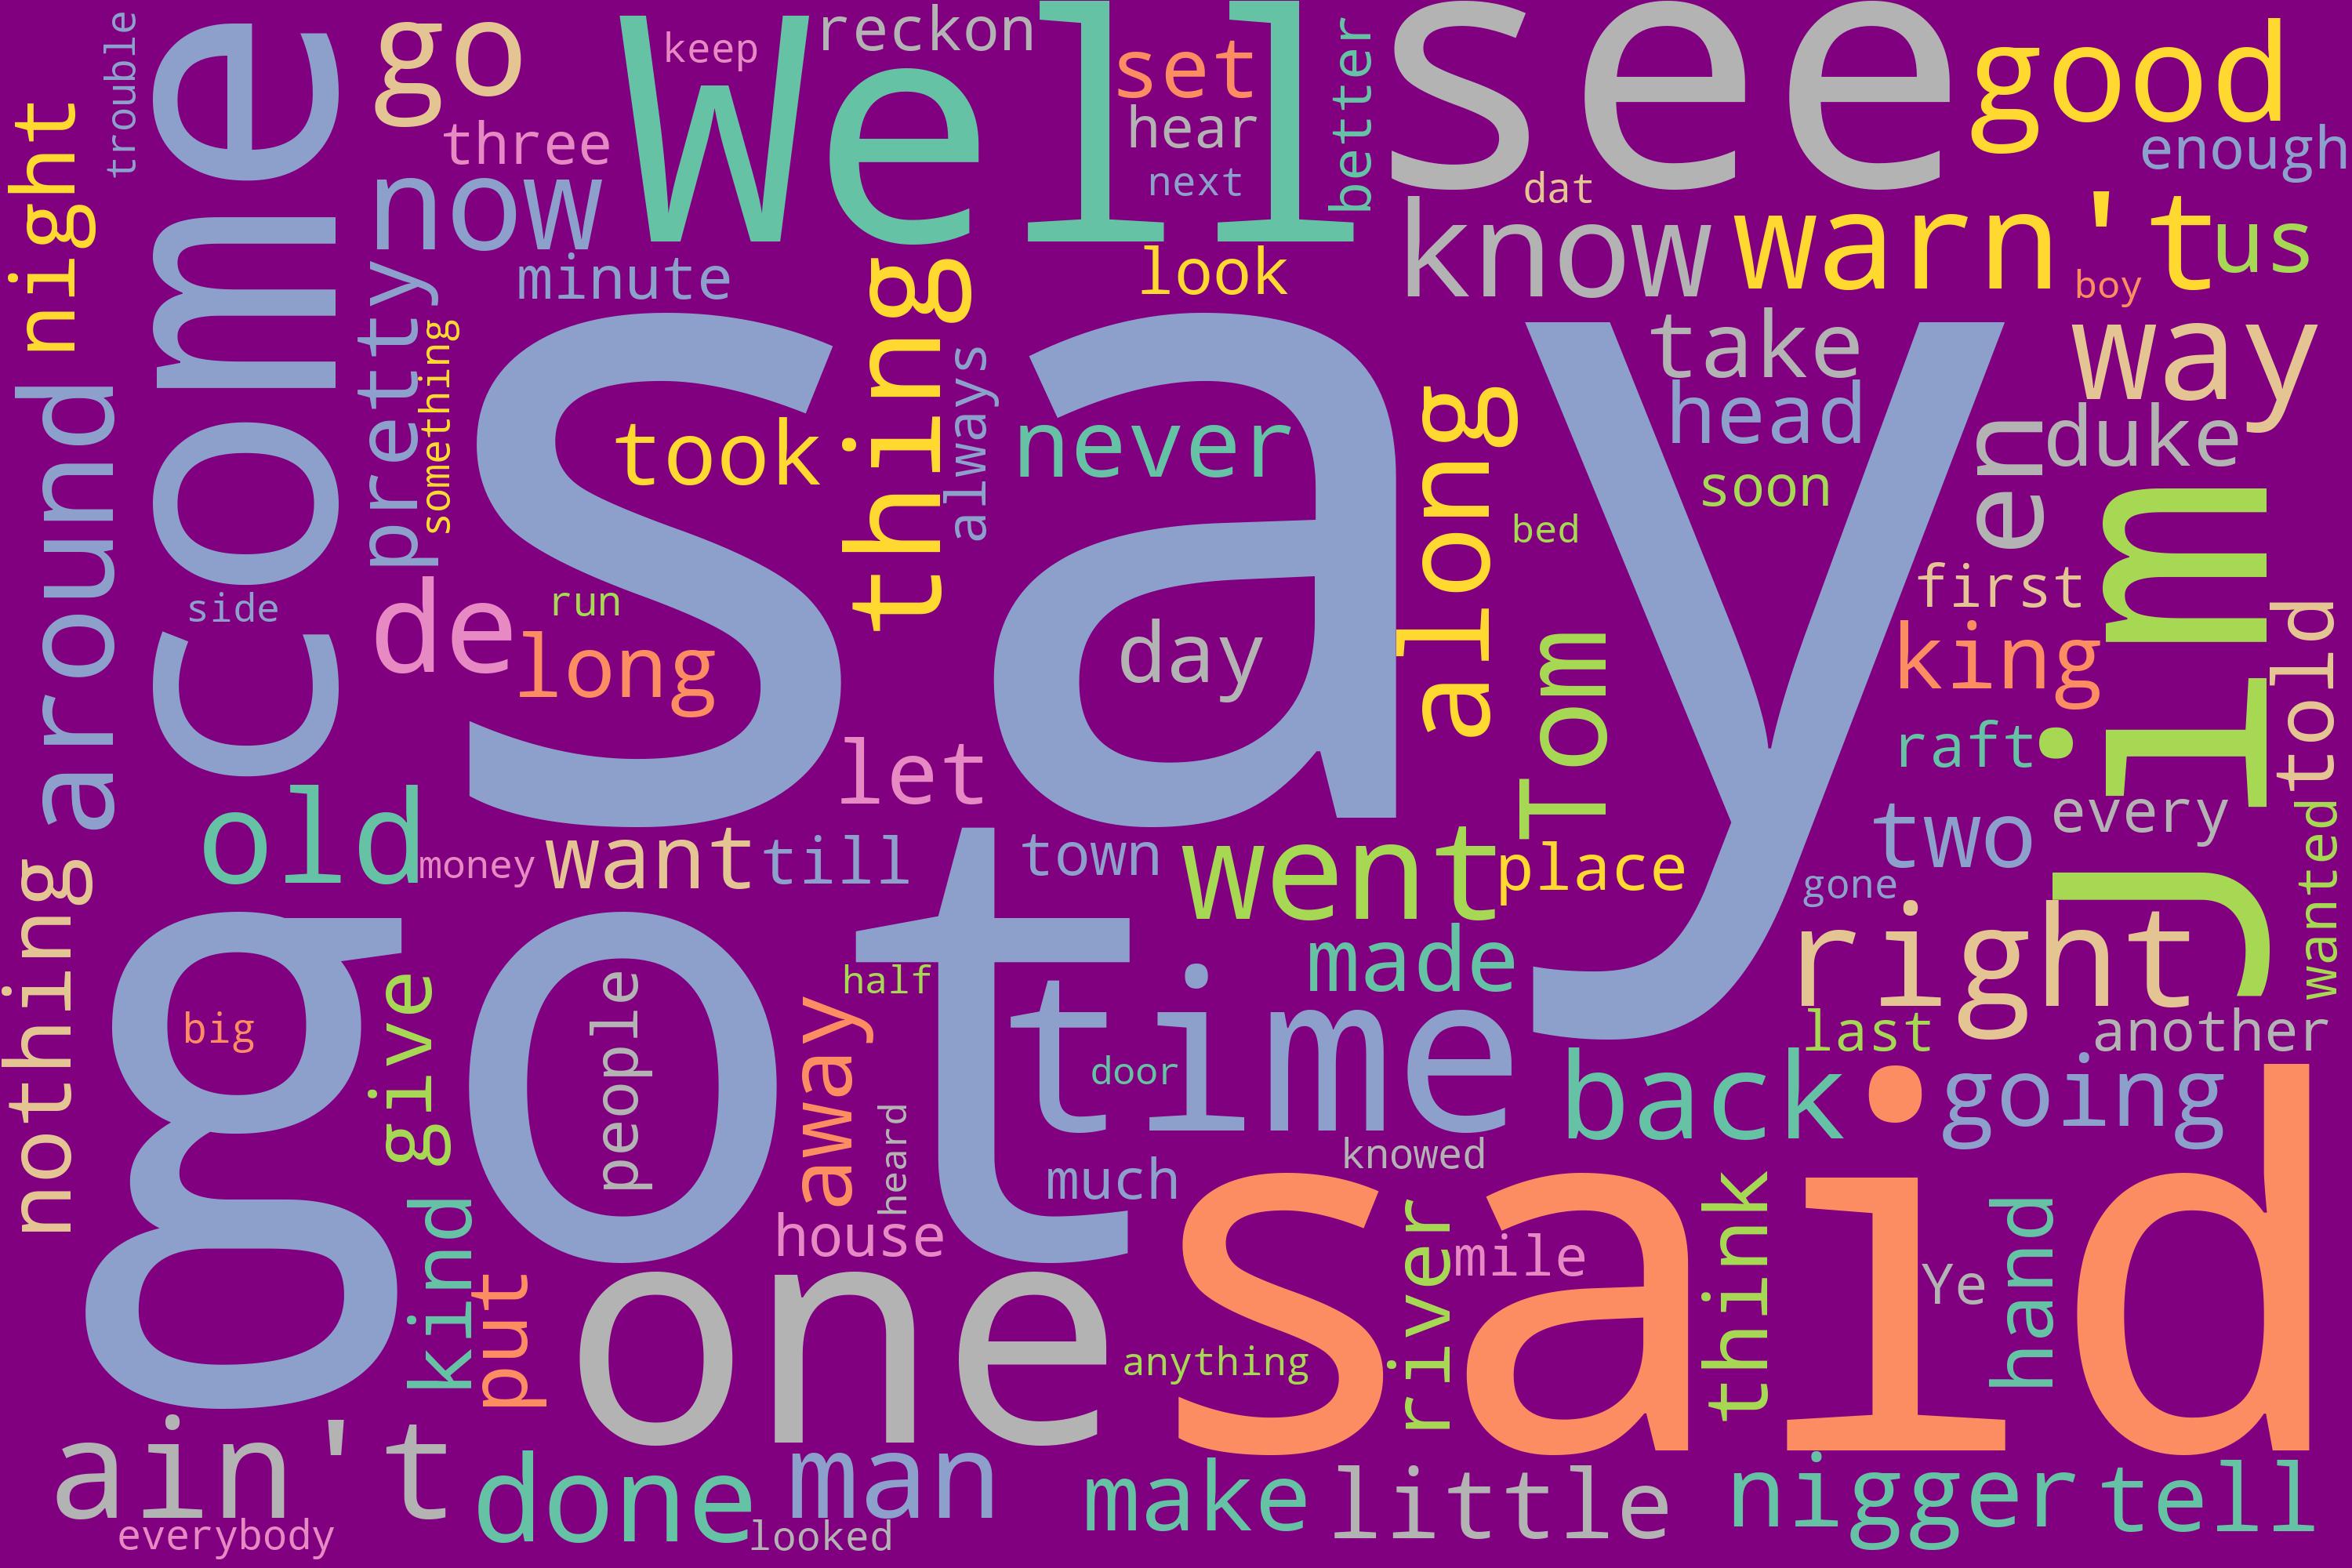 trouble
night
come
go
keep
reckon
well
set
see
good
three
hear
better
enough
now
next
dat
know
warn't
us
minute
look
boy
thing
pretty
something
say
take
way
around
took
always
never
along
head
duke
en
soon
bed
Jim
side
de
run
first
long
day
Tom
king
told
let
raft
old
money
want
till
town
went
place
two
every
wanted
nothing
got
gone
right
made
big
give
people
away
half
time
last
another
door
back
going
heard
knowed
much
said
house
kind
put
one
river
mile
think
Ye
hand
anything
ain't
done
man
make
little
nigger
tell
everybody
looked